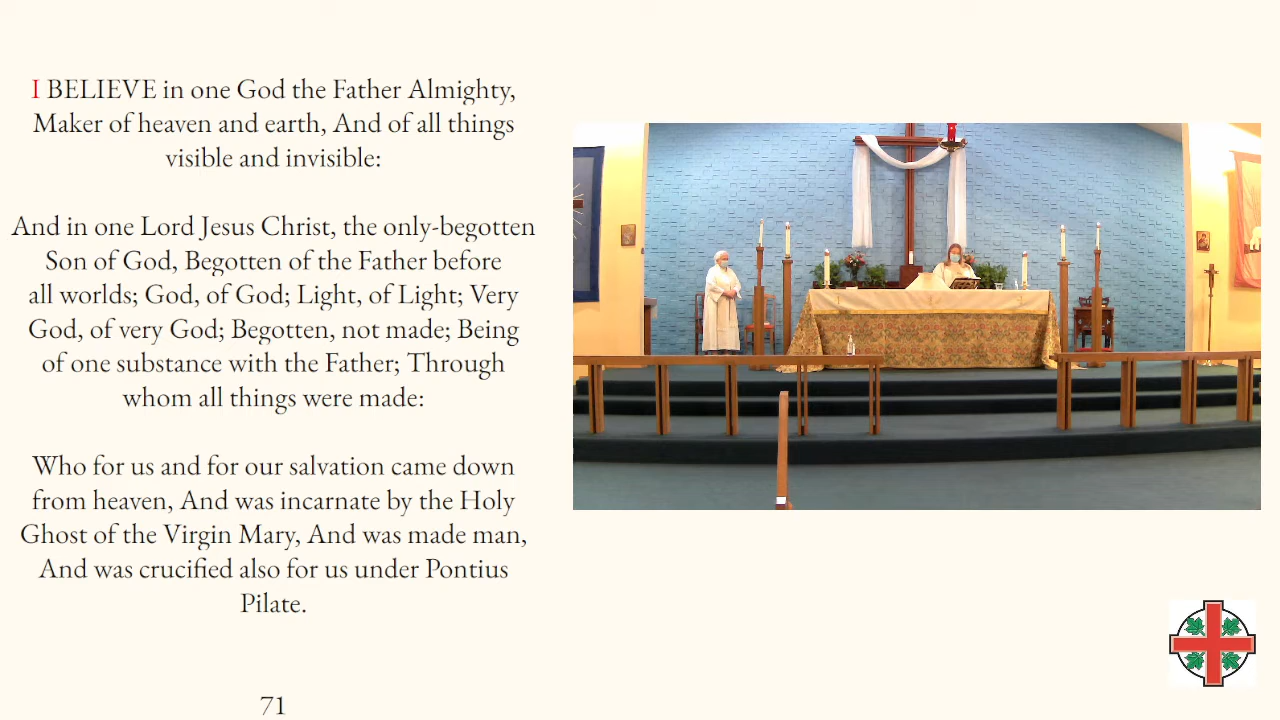 I BELIEVE in one God the Father Almighty,
Maker of heaven and earth, And of all things
visible and invisible:
And in one Lord Jesus Christ, the only-begotten
Son of God, Begotten of the Father before
all worlds; God, of God; Light, of Light; Very
God, of very God; Begotten, not made; Being
of one substance with the Father; Through
whom all things were made:
Who for us and for our salvation came down
from heaven, And was incarnate by the Holy
Ghost of the Virgin Mary, And was made man,
And was crucified also for us under Pontius
Pilate.
71